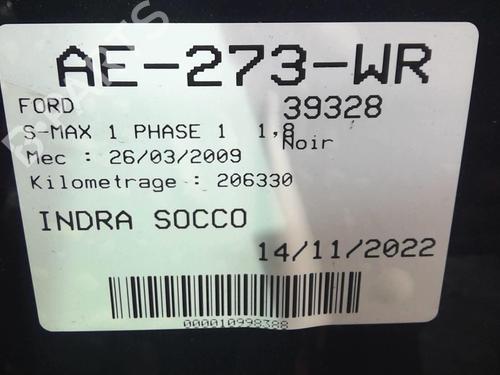 AE-273-WR
FORD 39328
S-MAX 1 PHASE 1 1,8 Noir
Mec : 26/03/2009
Kilometrage : 206330
INDRA SOCCO
14/11/2022
000010998388